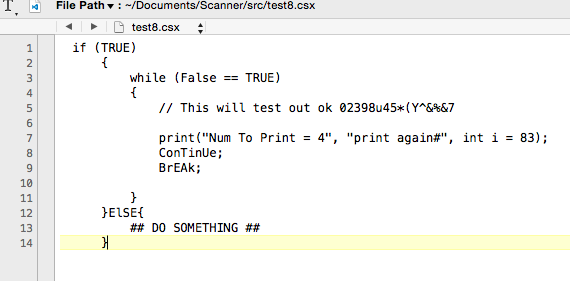 File Path ▾ : ~/Documents/Scanner/src/test8.csx
test8.csx
1 if (TRUE)
2 {
3 while (False == TRUE)
4 {
5 // This will test out ok 02398u45*(Y^&%&7
6
7 print("Num To Print = 4", "print again#", int i = 83);
8 ConTinUe;
9 BrEAk;
10
11 }
12 }ElSE{
13 ## DO SOMETHING ##
14 }